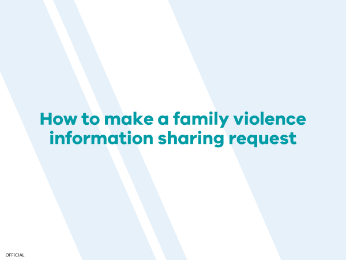 How to make a family violence
information sharing request
OFFICIAL